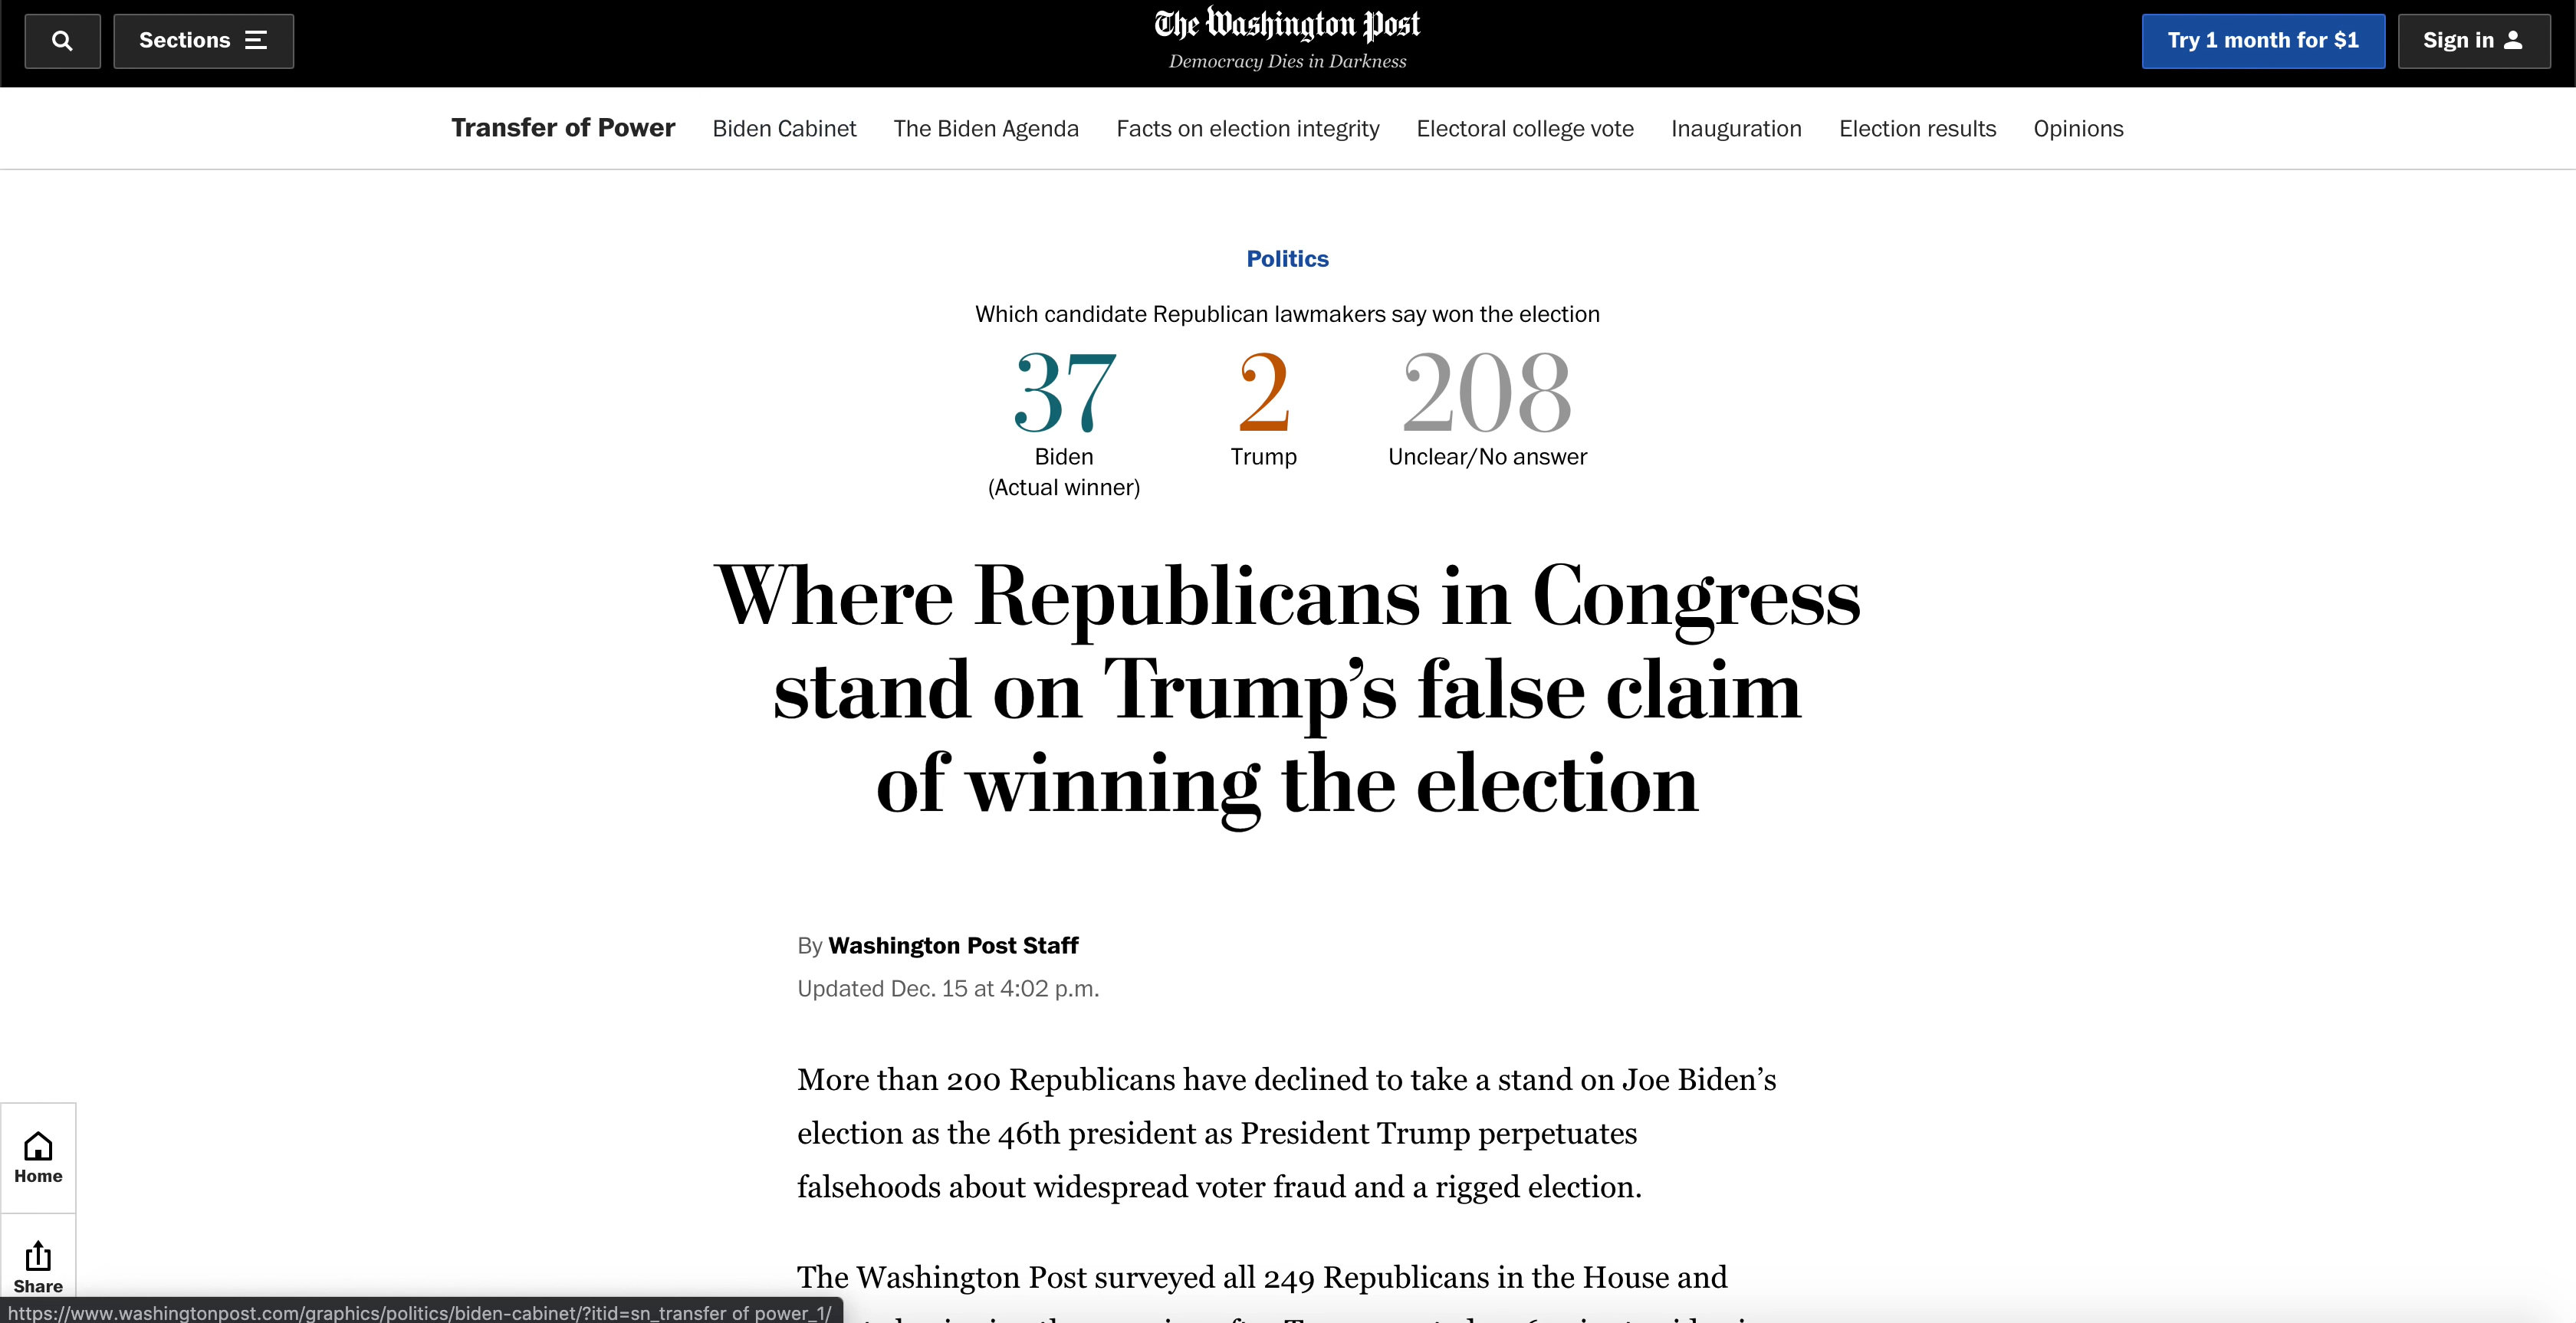 Sections
The Washington Post
Democracy Dies in Darkness
Try 1 month for $1
Sign in
Transfer of Power
Biden Cabinet
The Biden Agenda
Facts on election integrity
Electoral college vote
Inauguration
Election results
Opinions
Politics
Which candidate Republican lawmakers say won the election
37
Biden
(Actual winner)
2
Trump
208
Unclear/No answer
Where Republicans in Congress
stand on Trump’s false claim
of winning the election
By Washington Post Staff
Updated Dec. 15 at 4:02 p.m.
More than 200 Republicans have declined to take a stand on Joe Biden’s
election as the 46th president as President Trump perpetuates
falsehoods about widespread voter fraud and a rigged election.
The Washington Post surveyed all 249 Republicans in the House and
Home
Share
https://www.washingtonpost.com/graphics/politics/biden-cabinet/?itid=sn_transfer of power_1/